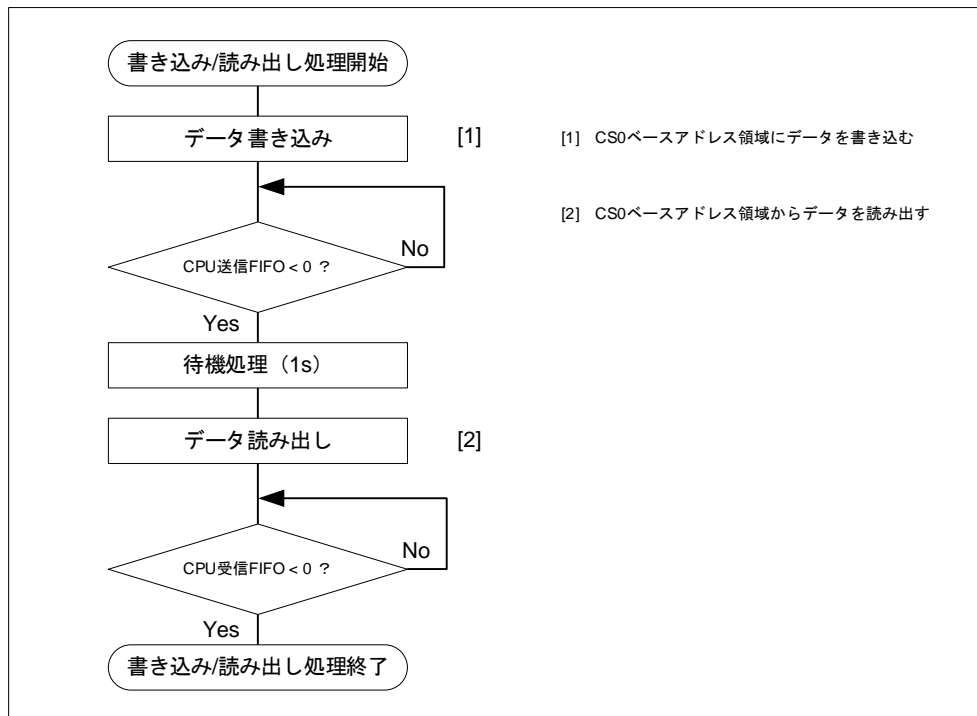 書き込み/読み出し処理開始
データ書き込み
[1]
[1] CS0ベースアドレス領域にデータを書き込む
[2] CS0ベースアドレス領域からデータを読み出す
No
CPU送信FIFO < 0 ?
Yes
待機処理（1s）
データ読み出し
[2]
No
CPU受信FIFO < 0 ?
Yes
書き込み/読み出し処理終了